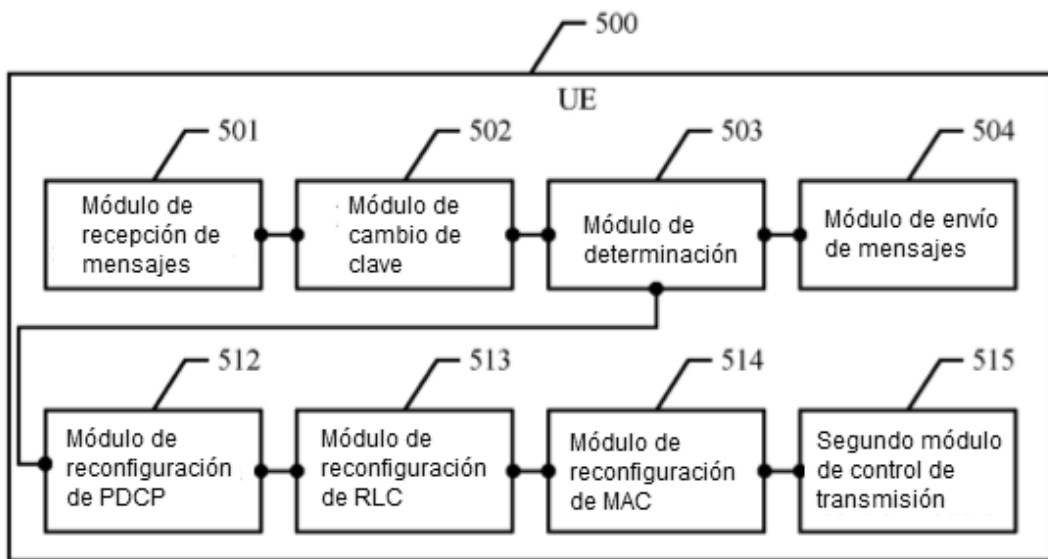 500
UE
501
502
503
504
Módulo de
recepción de
mensajes
Módulo de
cambio de
clave
Módulo de
determinación
Módulo de envío
de mensajes
512
513
514
515
Módulo de
reconfiguración
de PDCP
Módulo de
reconfiguración
de RLC
Módulo de
reconfiguración
de MAC
Segundo módulo
de control de
transmisión